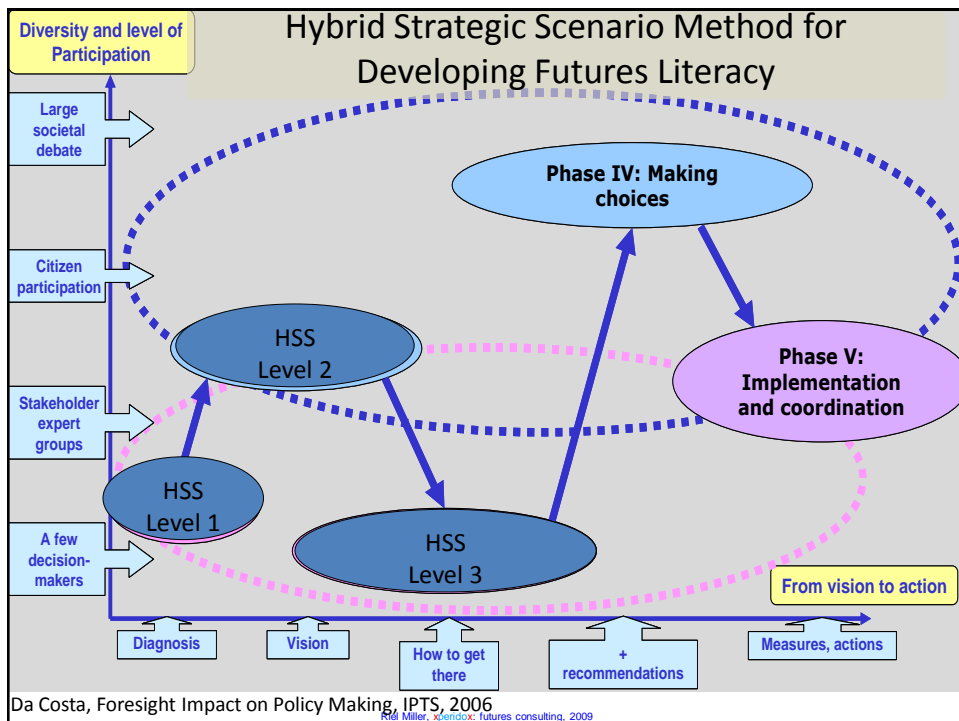 Diversity and level of
Participation
Hybrid Strategic Scenario Method for
Developing Futures Literacy
Large
societal
debate
Phase IV: Making
choices
Citizen
participation
HSS
Level 2
Phase V:
Implementation
and coordination
Stakeholder
expert
groups
HSS
Level 1
A few
decision-
makers
HSS
Level 3
From vision to action
Diagnosis
Vision
How to get
there
+
recommendations
Measures, actions
Da Costa, Foresight Impact on Policy Making, IPTS, 2006
Riel Miller, xperidox: futures consulting, 2009